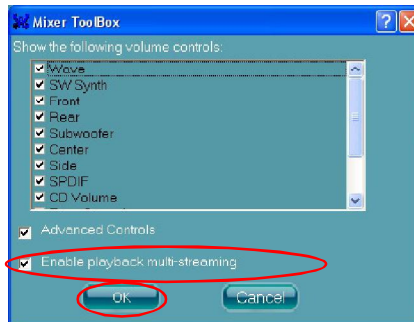 Mixer ToolBox
Show the following volume controls:
Wave
SW Synth
Front
Rear
Subwoofer
Center
Side
SPDIF
CD Volume
Advanced Controls
Enable playback multi-streaming
OK
Cancel